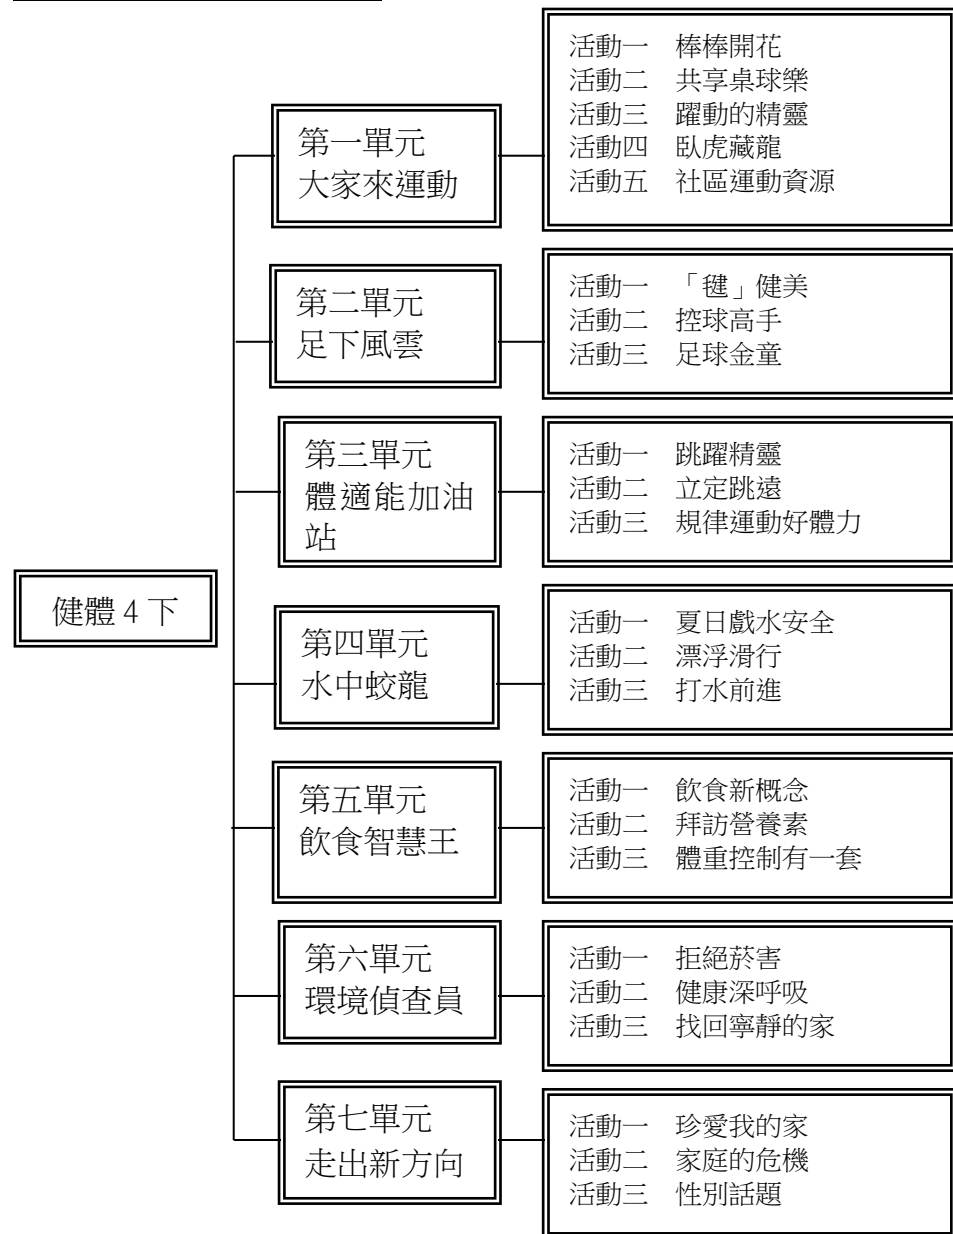 健體 4 下
第一單元
大家來運動
活動一　棒棒開花
活動二　共享桌球樂
活動三　躍動的精靈
活動四　臥虎藏龍
活動五　社區運動資源
第二單元
足下風雲
活動一　「毽」健美
活動二　控球高手
活動三　足球金童
第三單元
體適能加油
站
活動一　跳躍精靈
活動二　立定跳遠
活動三　規律運動好體力
第四單元
水中蛟龍
活動一　夏日戲水安全
活動二　漂浮滑行
活動三　打水前進
第五單元
飲食智慧王
活動一　飲食新概念
活動二　拜訪營養素
活動三　體重控制有一套
第六單元
環境偵查員
活動一　拒絕菸害
活動二　健康深呼吸
活動三　找回寧靜的家
第七單元
走出新方向
活動一　珍愛我的家
活動二　家庭的危機
活動三　性別話題